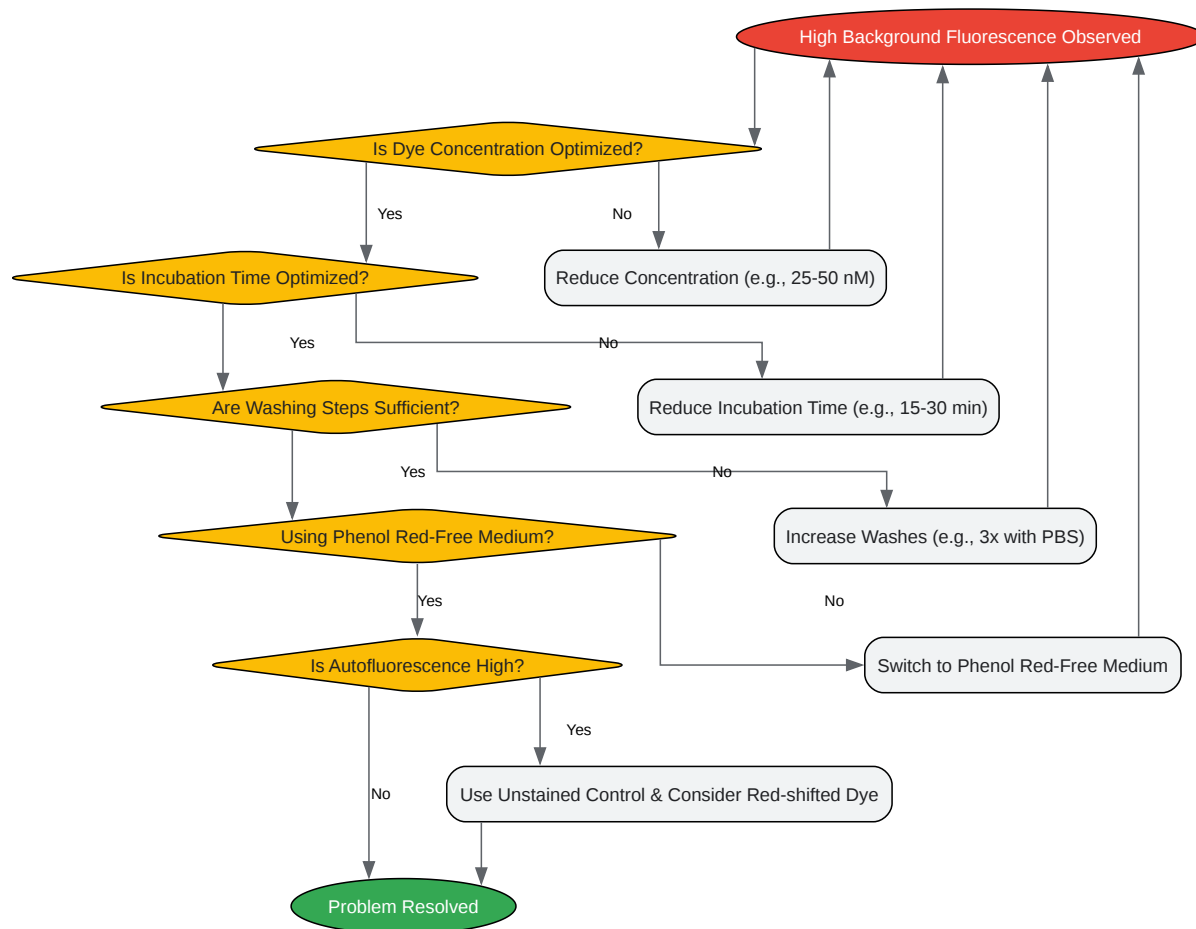 High Background Fluorescence Observed
Is Dye Concentration Optimized?
Yes
No
Is Incubation Time Optimized?
Reduce Concentration (e.g., 25-50 nM)
Yes
No
Are Washing Steps Sufficient?
Reduce Incubation Time (e.g., 15-30 min)
Yes
No
Using Phenol Red-Free Medium?
Increase Washes (e.g., 3x with PBS)
Yes
No
Is Autofluorescence High?
Switch to Phenol Red-Free Medium
Yes
No
Use Unstained Control & Consider Red-shifted Dye
Problem Resolved